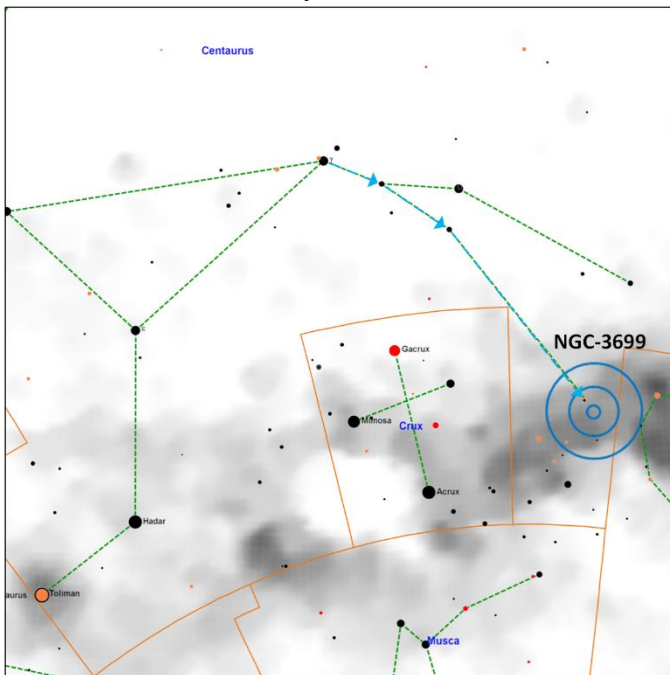 Centaurus
γ
NGC-3699
ε
Gacrux
Mimosa
Crux
Acrux
Hadar
aurus
Toliman
Musca